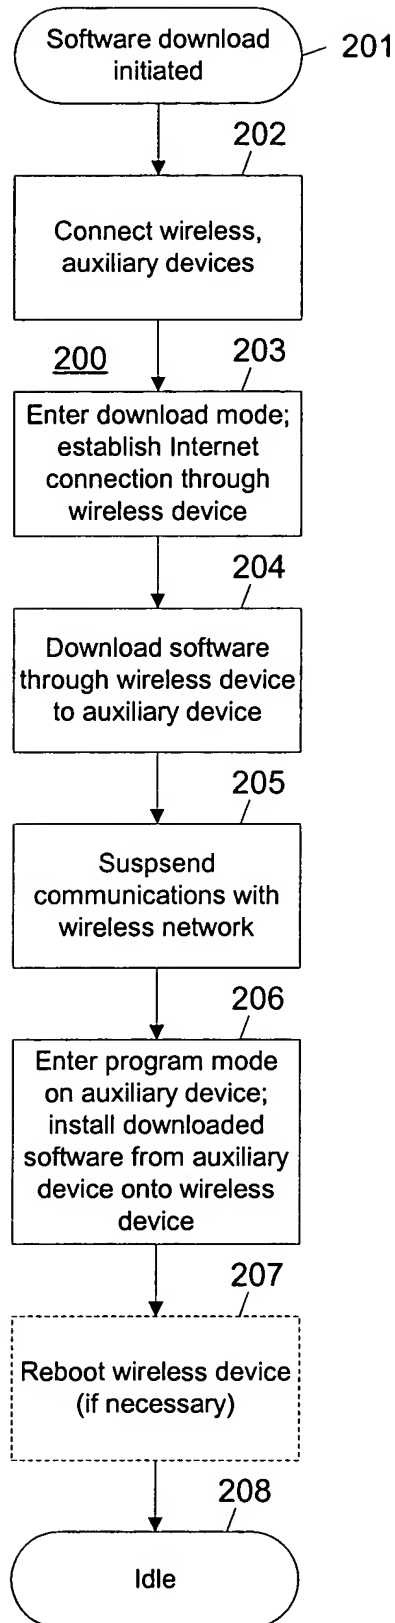 Software download
initiated
201
202
Connect wireless,
auxiliary devices
200
203
Enter download mode;
establish Internet
connection through
wireless device
204
Download software
through wireless device
to auxiliary device
205
Suspsend
communications with
wireless network
206
Enter program mode
on auxiliary device;
install downloaded
software from auxiliary
device onto wireless
device
207
Reboot wireless device
(if necessary)
208
Idle